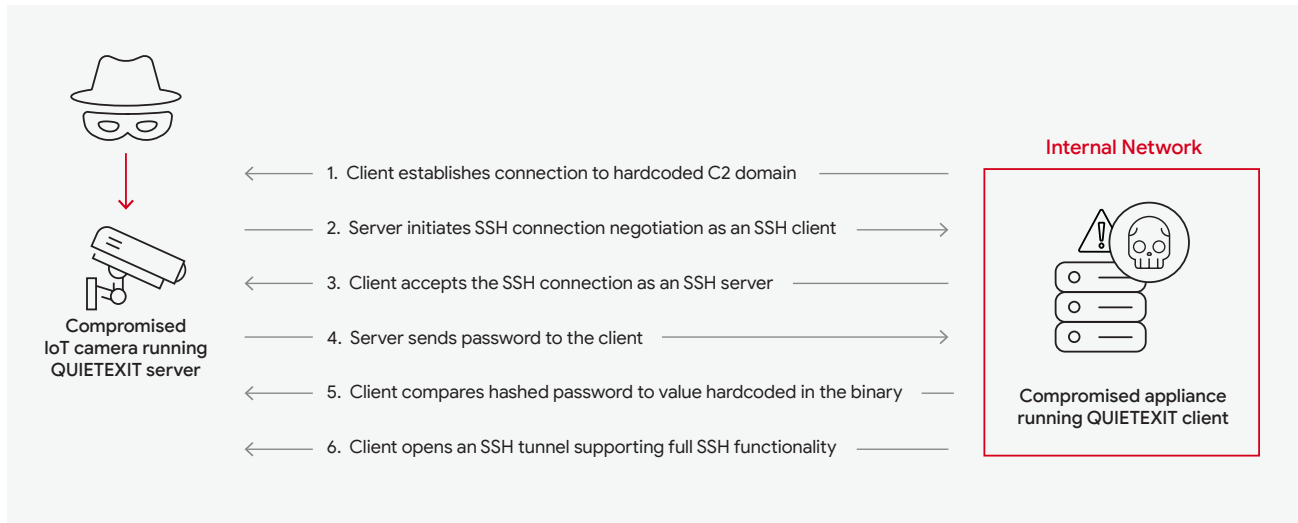 Internal Network
1. Client establishes connection to hardcoded C2 domain
2. Server initiates SSH connection negotiation as an SSH client
3. Client accepts the SSH connection as an SSH server
4. Server sends password to the client
5. Client compares hashed password to value hardcoded in the binary
6. Client opens an SSH tunnel supporting full SSH functionality
Compromised
IoT camera running
QUIETEXIT server
Compromised appliance
running QUIETEXIT client